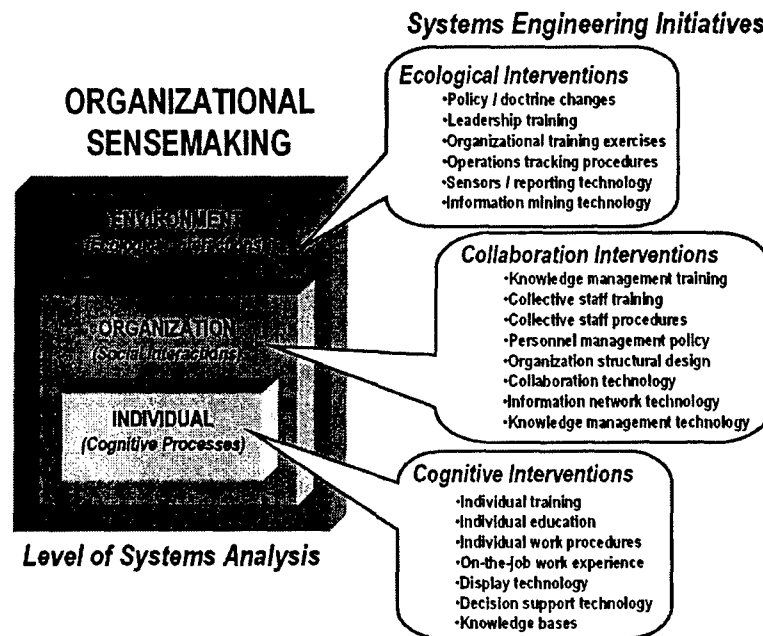 Systems Engineering Initiatives
ORGANIZATIONAL
SENSEMAKING
ENVIRONMENT
ORGANIZATION
(Social Interactions)
INDIVIDUAL
(Cognitive Processes)
Level of Systems Analysis
Ecological Interventions
•Policy / doctrine changes
•Leadership training
•Organizational training exercises
•Operations tracking procedures
•Sensors / reporting technology
•Information mining technology
Collaboration Interventions
•Knowledge management training
•Collective staff training
•Collective staff procedures
•Personnel management policy
•Organization structural design
•Collaboration technology
•Information network technology
•Knowledge management technology
Cognitive Interventions
•Individual training
•Individual education
•Individual work procedures
•On-the-job work experience
•Display technology
•Decision support technology
•Knowledge bases